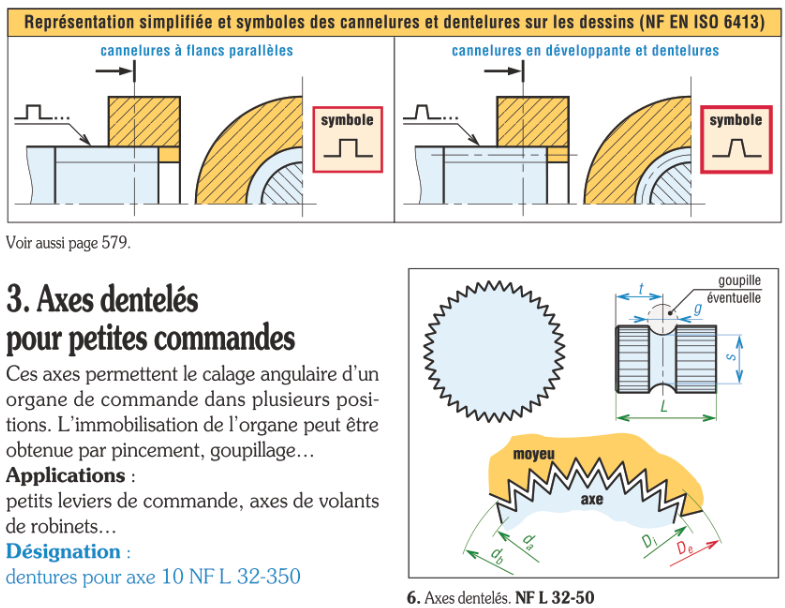 Représentation simplifiée et symboles des cannelures et dentelures sur les dessins (NF EN ISO 6413)
cannelures à flancs parallèles
cannelures en développante et dentelures
symbole
symbole
Voir aussi page 579.
3. Axes dentelés
pour petites commandes
Ces axes permettent le calage angulaire d’un
organe de commande dans plusieurs posi-
tions. L’immobilisation de l’organe peut être
obtenue par pincement, goupillage…
Applications :
petits leviers de commande, axes de volants
de robinets…
Désignation :
dentures pour axe 10 NF L 32-350
goupille
éventuelle
t
g
s
L
moyeu
axe
db
da
Di
De
6. Axes dentelés. NF L 32-50